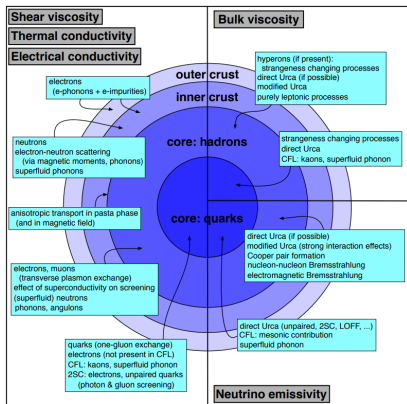 Shear viscosity
Thermal conductivity
Electrical conductivity
Bulk viscosity
electrons
(e-phonons + e-impurities)
outer crust
inner crust
hyperons (if present):
strangeness changing processes
direct Urca (if possible)
modified Urca
purely leptonic processes
neutrons
electron-neutron scattering
(via magnetic moments, phonons)
superfluid phonons
core: hadrons
strangeness changing processes
direct Urca
CFL: kaons, superfluid phonon
anisotropic transport in pasta phase
(and in magnetic field)
core: quarks
direct Urca (if possible)
modified Urca (strong interaction effects)
Cooper pair formation
nucleon-nucleon Bremsstrahlung
electromagnetic Bremsstrahlung
electrons, muons
(transverse plasmon exchange)
effect of superconductivity on screening
(superfluid) neutrons
phonons, angulons
quarks (one-gluon exchange)
electrons (not present in CFL)
CFL: kaons, superfluid phonon
2SC: electrons, unpaired quarks
(photon & gluon screening)
direct Urca (unpaired, 2SC, LOFF, ...)
CFL: mesonic contribution
superfluid phonon
Neutrino emissivity